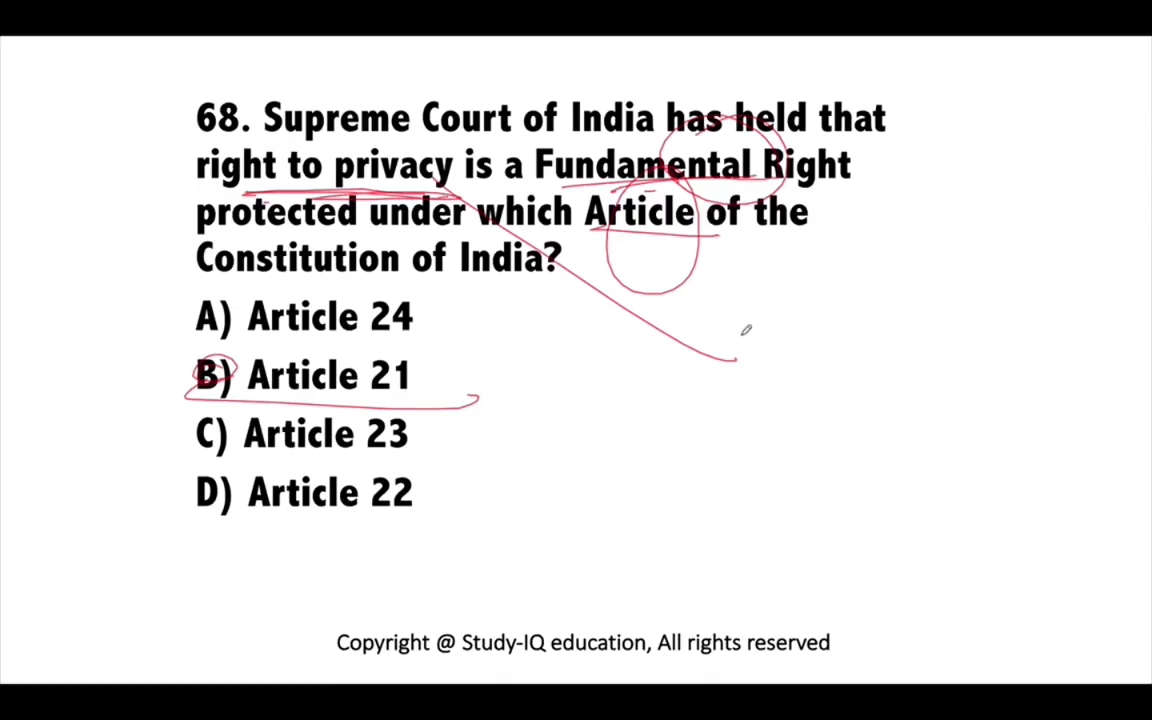 68. Supreme Court of India has held that
right to privacy is a Fundamental Right
protected under which Article of the
Constitution of India?
A) Article 24
B) Article 21
C) Article 23
D) Article 22
Copyright @ Study-IQ education, All rights reserved